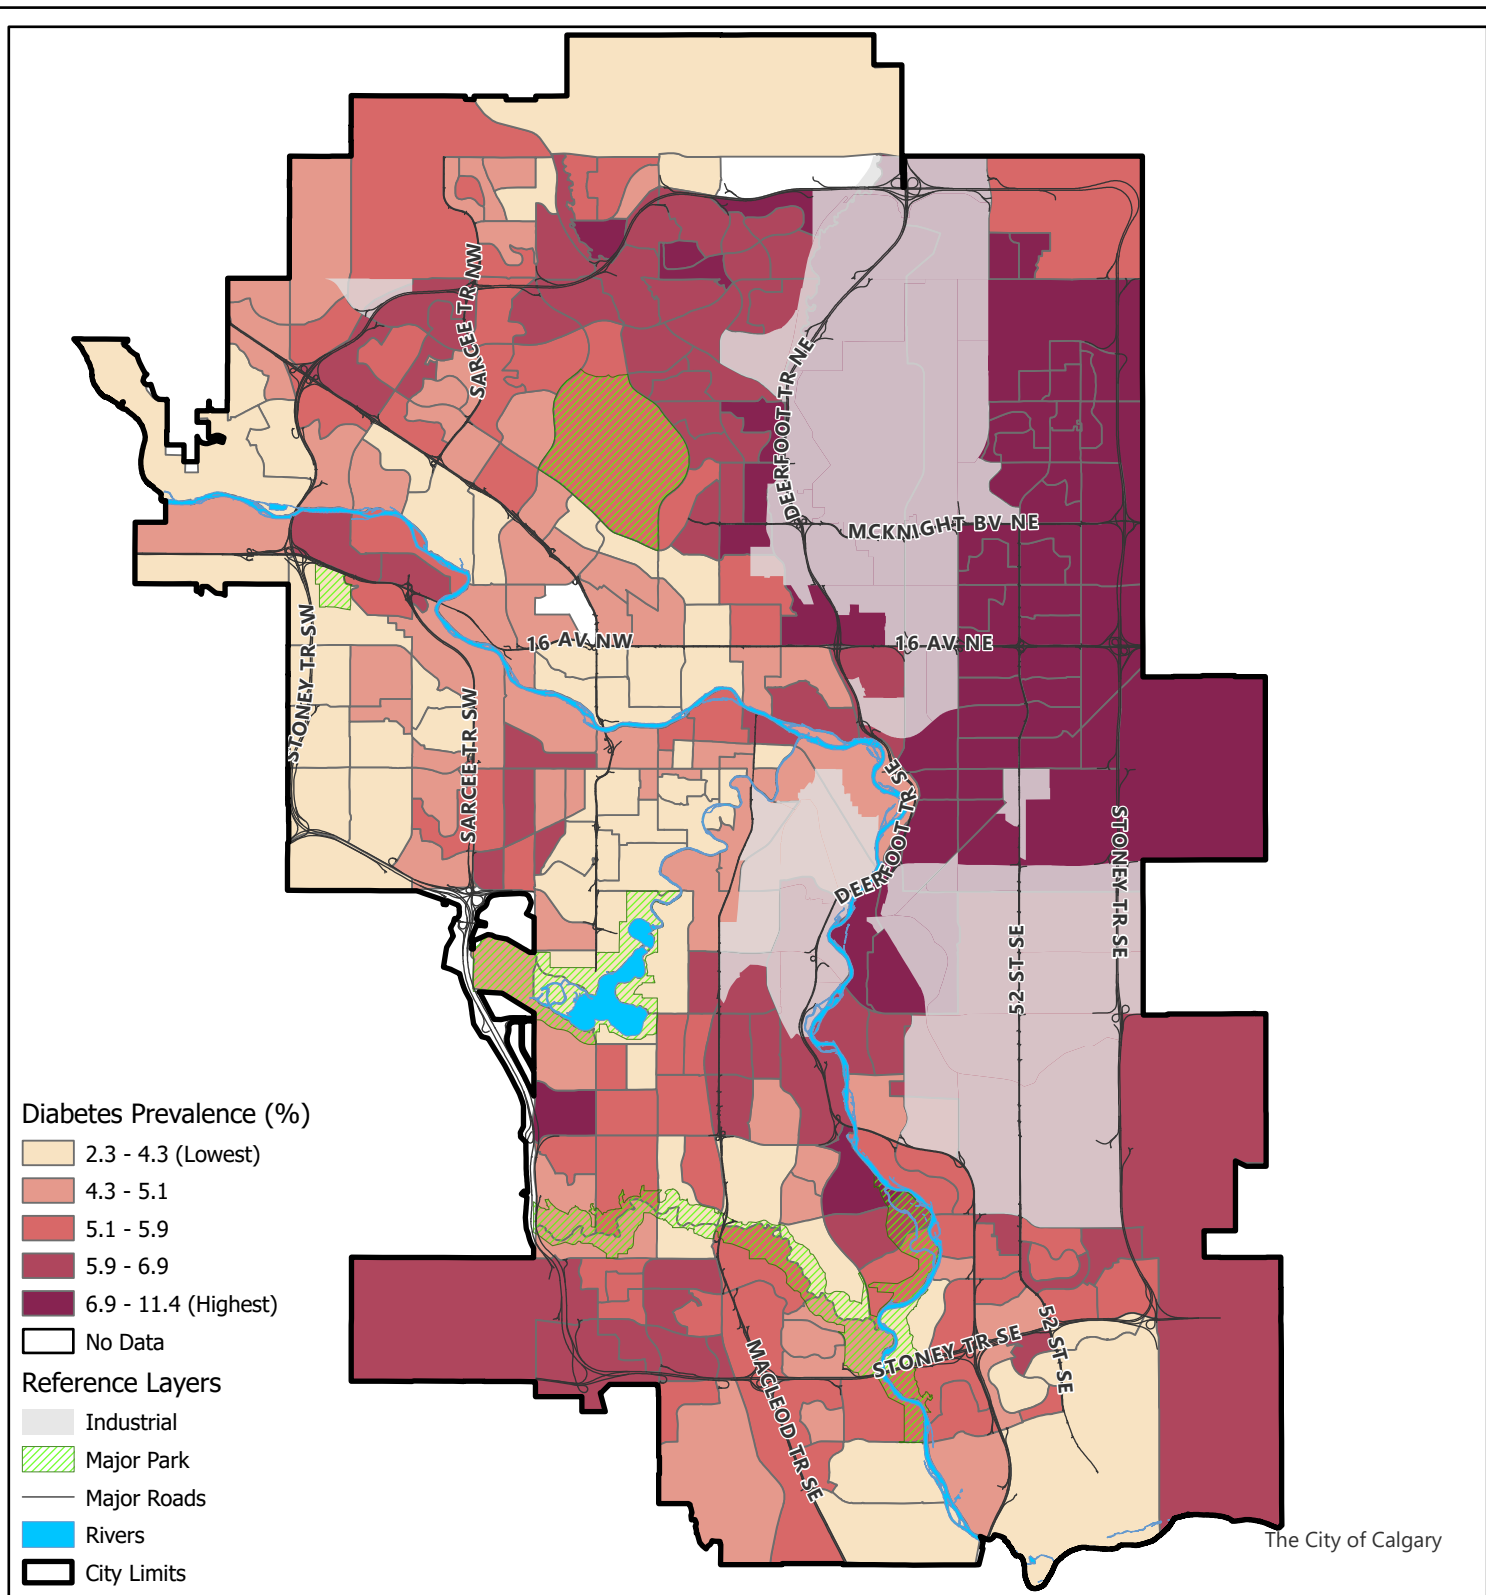 SARCEE TR NW
DEERFOOT TR NE
MCKNIGHT BV NE
16 AV NW
16 AV NE
STONEY TR SW
SARCEE TR SW
DEERFOOT TR SE
STONEY TR SE
52 ST SE
STONEY TR SE
52 ST SE
MACLEOD TR SE
Diabetes Prevalence (%)
2.3 - 4.3 (Lowest)
4.3 - 5.1
5.1 - 5.9
5.9 - 6.9
6.9 - 11.4 (Highest)
No Data
Reference Layers
Industrial
Major Park
Major Roads
Rivers
City Limits
The City of Calgary